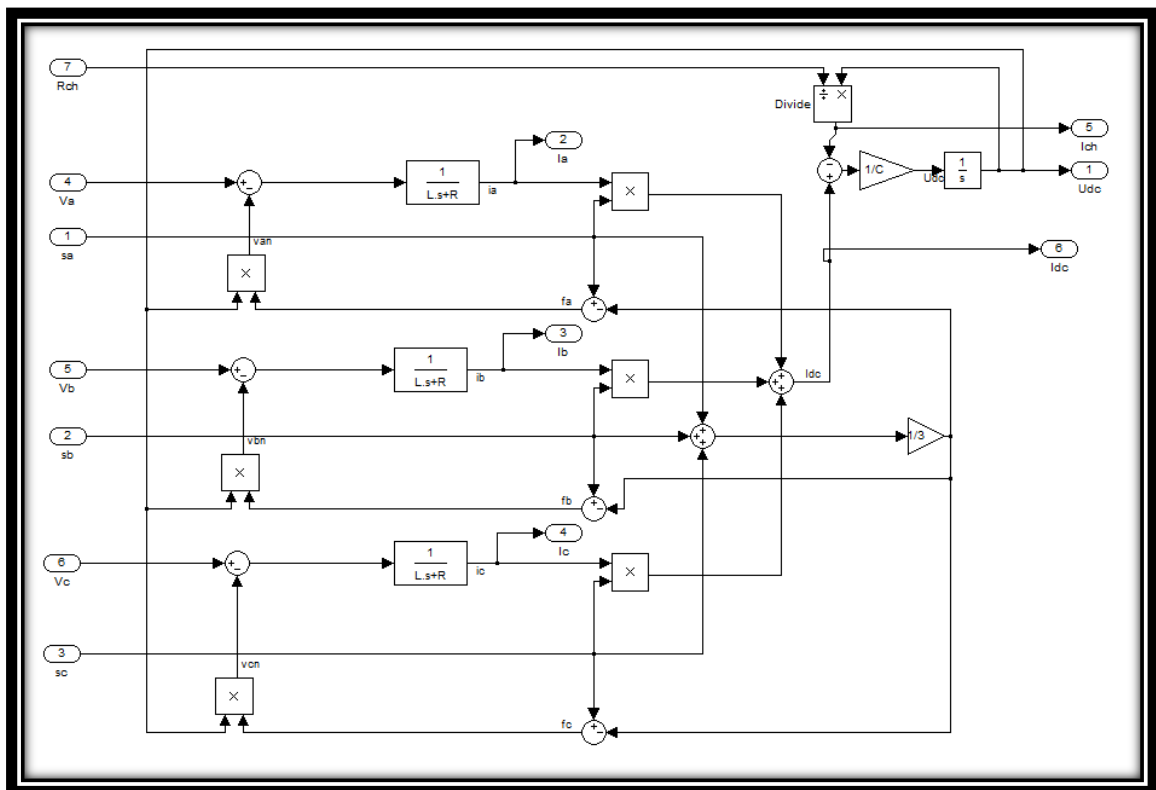 7
Rch
Divide
÷ ×
5
Ich
2
Ia
4
Va
1
L.s+R
ia
×
−
+
1/C
Udc
1
s
1
Udc
1
sa
van
×
6
Idc
fa
3
Ib
5
Vb
1
L.s+R
ib
×
Idc
2
sb
vbn
×
1/3
fb
4
Ic
6
Vc
1
L.s+R
ic
×
3
sc
vcn
×
fc